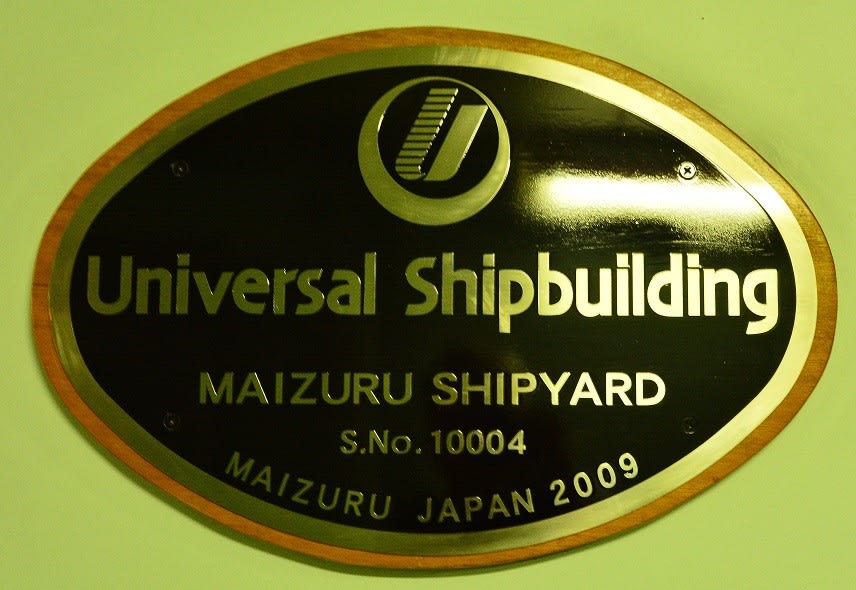 Universal Shipbuilding
MAIZURU SHIPYARD
S.No. 10004
MAIZURU JAPAN 2009